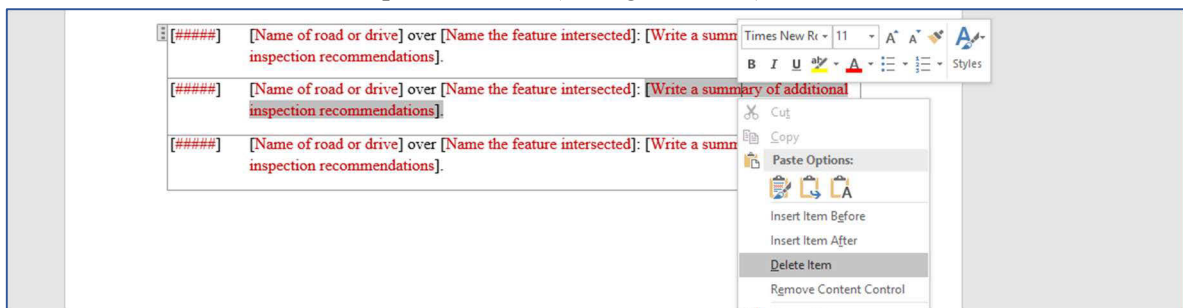 [#####] [Name of road or drive] over [Name the feature intersected]: [Write a summ
inspection recommendations].
[#####] [Name of road or drive] over [Name the feature intersected]: [Write a summary of additional
inspection recommendations].
[#####] [Name of road or drive] over [Name the feature intersected]: [Write a summ
inspection recommendations].
Times New Rc 11 A A A
B I U aby A Styles
Cut
Copy
Paste Options:
A
Insert Item Before
Insert Item After
Delete Item
Remove Content Control